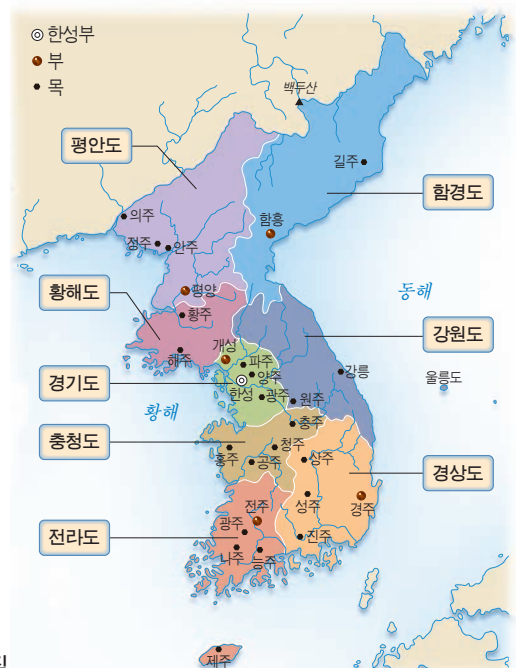 한성부
부
목
백두산
평안도
길주
의주
함경도
함흥
정주
안주
평양
동해
황해도
황주
강원도
개성
해주
파주
경기도
양주
강릉
울릉도
한성
광주
원주
황해
충주
충청도
청주
홍주
공주
상주
경상도
전주
성주
경주
광주
전라도
나주
능주
진주
제주